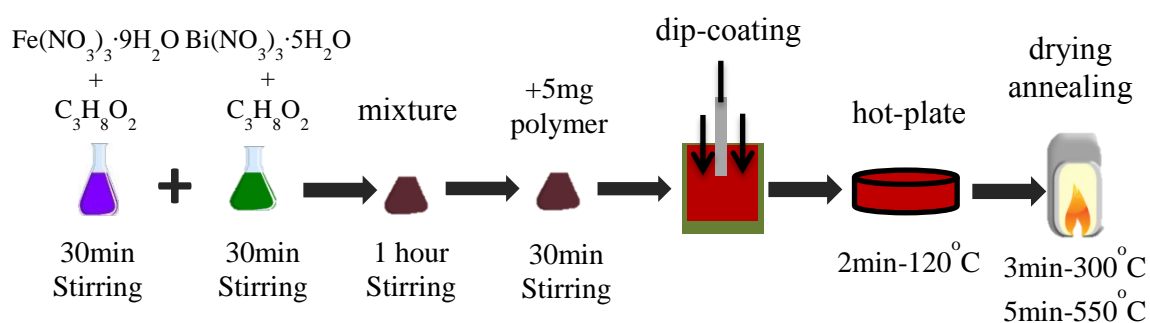 Fe(NO₃)₃·9H₂O
+
C₃H₈O₂
30min
Stirring
+
Bi(NO₃)₃·5H₂O
+
C₃H₈O₂
30min
Stirring
mixture
1 hour
Stirring
+5mg
polymer
30min
Stirring
dip-coating
hot-plate
2min-120°C
drying
annealing
3min-300°C
5min-550°C